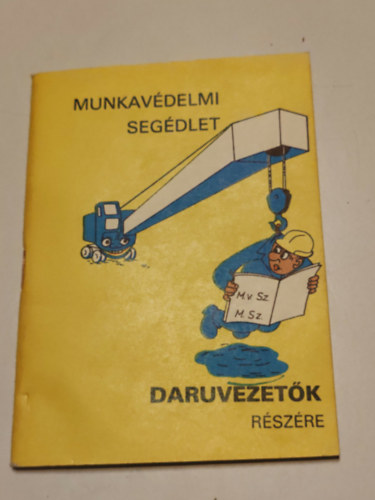 MUNKAVÉDELMI
SEGÉDLET
M.v. Sz.
M. Sz.
DARUVEZETŐK
RÉSZÉRE